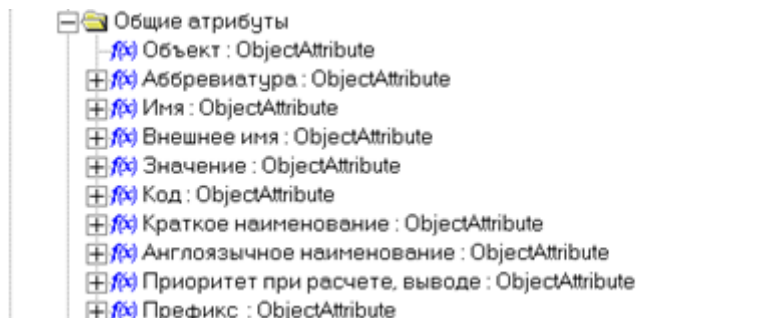 Общие атрибуты
f(x) Объект : ObjectAttribute
f(x) Аббревиатура : ObjectAttribute
f(x) Имя : ObjectAttribute
f(x) Внешнее имя : ObjectAttribute
f(x) Значение : ObjectAttribute
f(x) Код : ObjectAttribute
f(x) Краткое наименование : ObjectAttribute
f(x) Англоязычное наименование : ObjectAttribute
f(x) Приоритет при расчете, выводе : ObjectAttribute
f(x) Префикс : ObjectAttribute